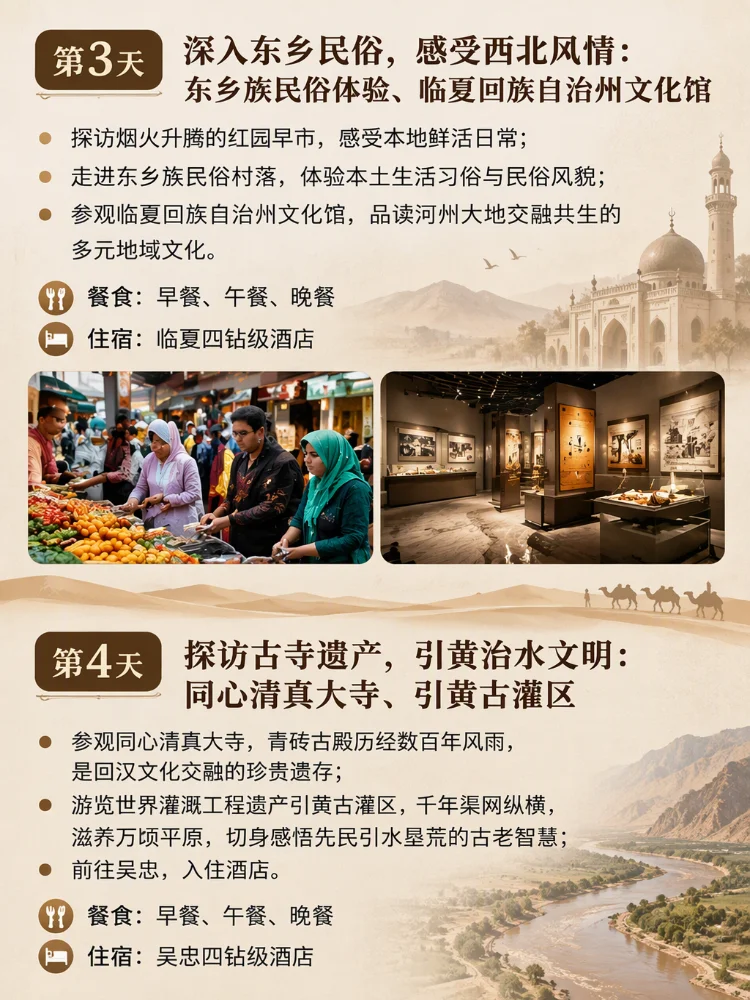 第3天
深入东乡民俗，感受西北风情：
东乡族民俗体验、临夏回族自治州文化馆
探访烟火升腾的红园早市，感受本地鲜活日常；
走进东乡族民俗村落，体验本土生活习俗与民俗风貌；
参观临夏回族自治州文化馆，品读河州大地交融共生的
多元地域文化。
餐食：早餐、午餐、晚餐
住宿：临夏四钻级酒店
第4天
探访古寺遗产，引黄治水文明：
同心清真大寺、引黄古灌区
参观同心清真大寺，青砖古殿历经数百年风雨，
是回汉文化交融的珍贵遗存；
游览世界灌溉工程遗产引黄古灌区，千年渠网纵横，
滋养万顷平原，切身感悟先民引水垦荒的古老智慧；
前往吴忠，入住酒店。
餐食：早餐、午餐、晚餐
住宿：吴忠四钻级酒店